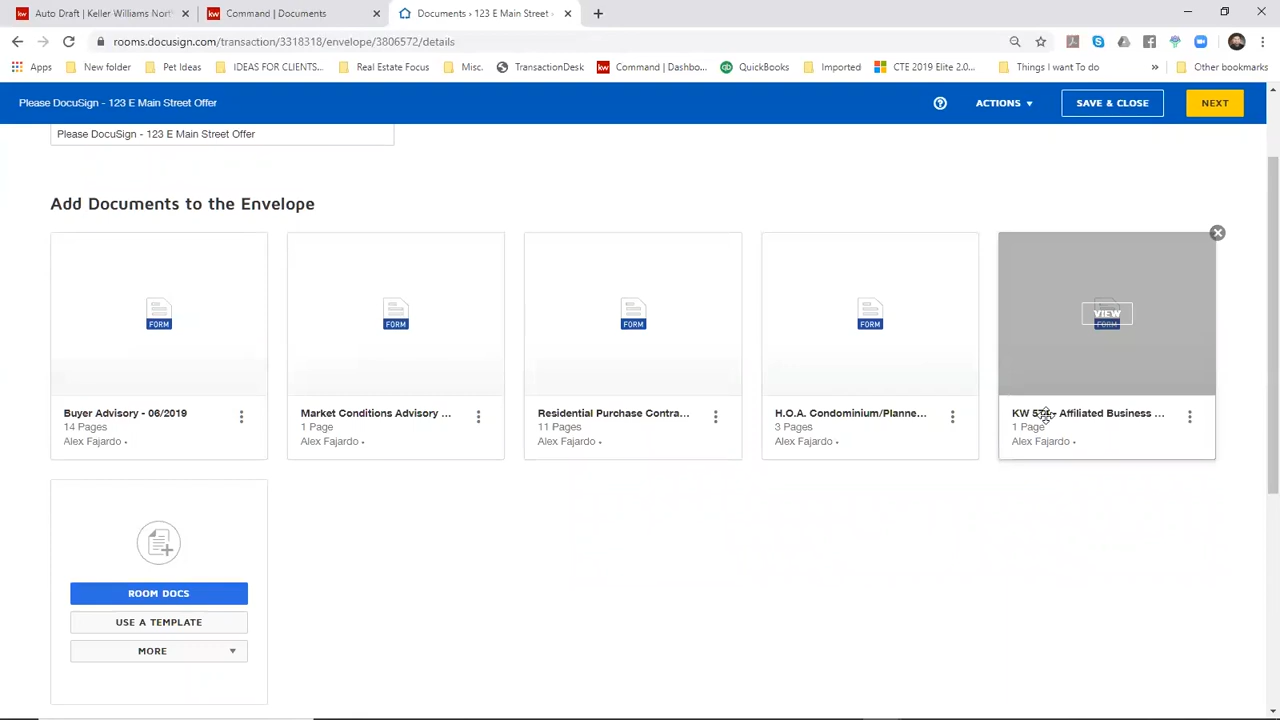 Auto Draft | Keller Williams Nort
Command | Documents
Documents › 123 E Main Street -
rooms.docusign.com/transaction/3318318/envelope/3806572/details
Apps
New folder
Pet Ideas
IDEAS FOR CLIENTS...
Real Estate Focus
Misc.
TransactionDesk
Command | Dashbo...
QuickBooks
Imported
CTE 2019 Elite 2.0...
Things I want To do
»
Other bookmarks
Please DocuSign - 123 E Main Street Offer
ACTIONS
SAVE & CLOSE
NEXT
Please DocuSign - 123 E Main Street Offer
Add Documents to the Envelope
FORM
FORM
FORM
FORM
VIEW
FORM
Buyer Advisory - 06/2019
14 Pages
Alex Fajardo •
Market Conditions Advisory ...
1 Page
Alex Fajardo •
Residential Purchase Contra...
11 Pages
Alex Fajardo •
H.O.A. Condominium/Planne...
3 Pages
Alex Fajardo •
KW - Affiliated Business ...
1 Page
Alex Fajardo •
ROOM DOCS
USE A TEMPLATE
MORE